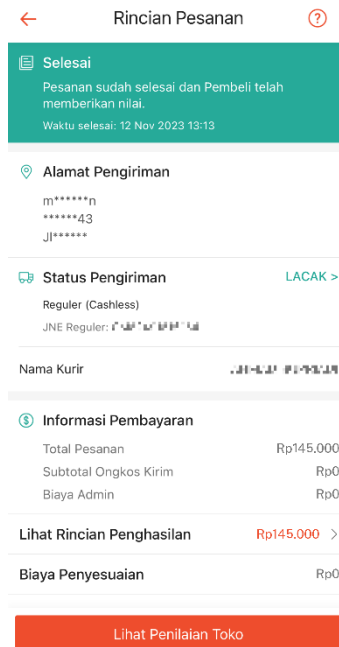 Rincian Pesanan
?
Selesai
Pesanan sudah selesai dan Pembeli telah
memberikan nilai.
Waktu selesai: 12 Nov 2023 13:13
Alamat Pengiriman
m******n
******43
Jl******
Status Pengiriman LACAK >
Reguler (Cashless)
JNE Reguler:
Nama Kurir
$ Informasi Pembayaran
Total Pesanan Rp145.000
Subtotal Ongkos Kirim Rp0
Biaya Admin Rp0
Lihat Rincian Penghasilan Rp145.000 >
Biaya Penyesuaian Rp0
Lihat Penilaian Toko